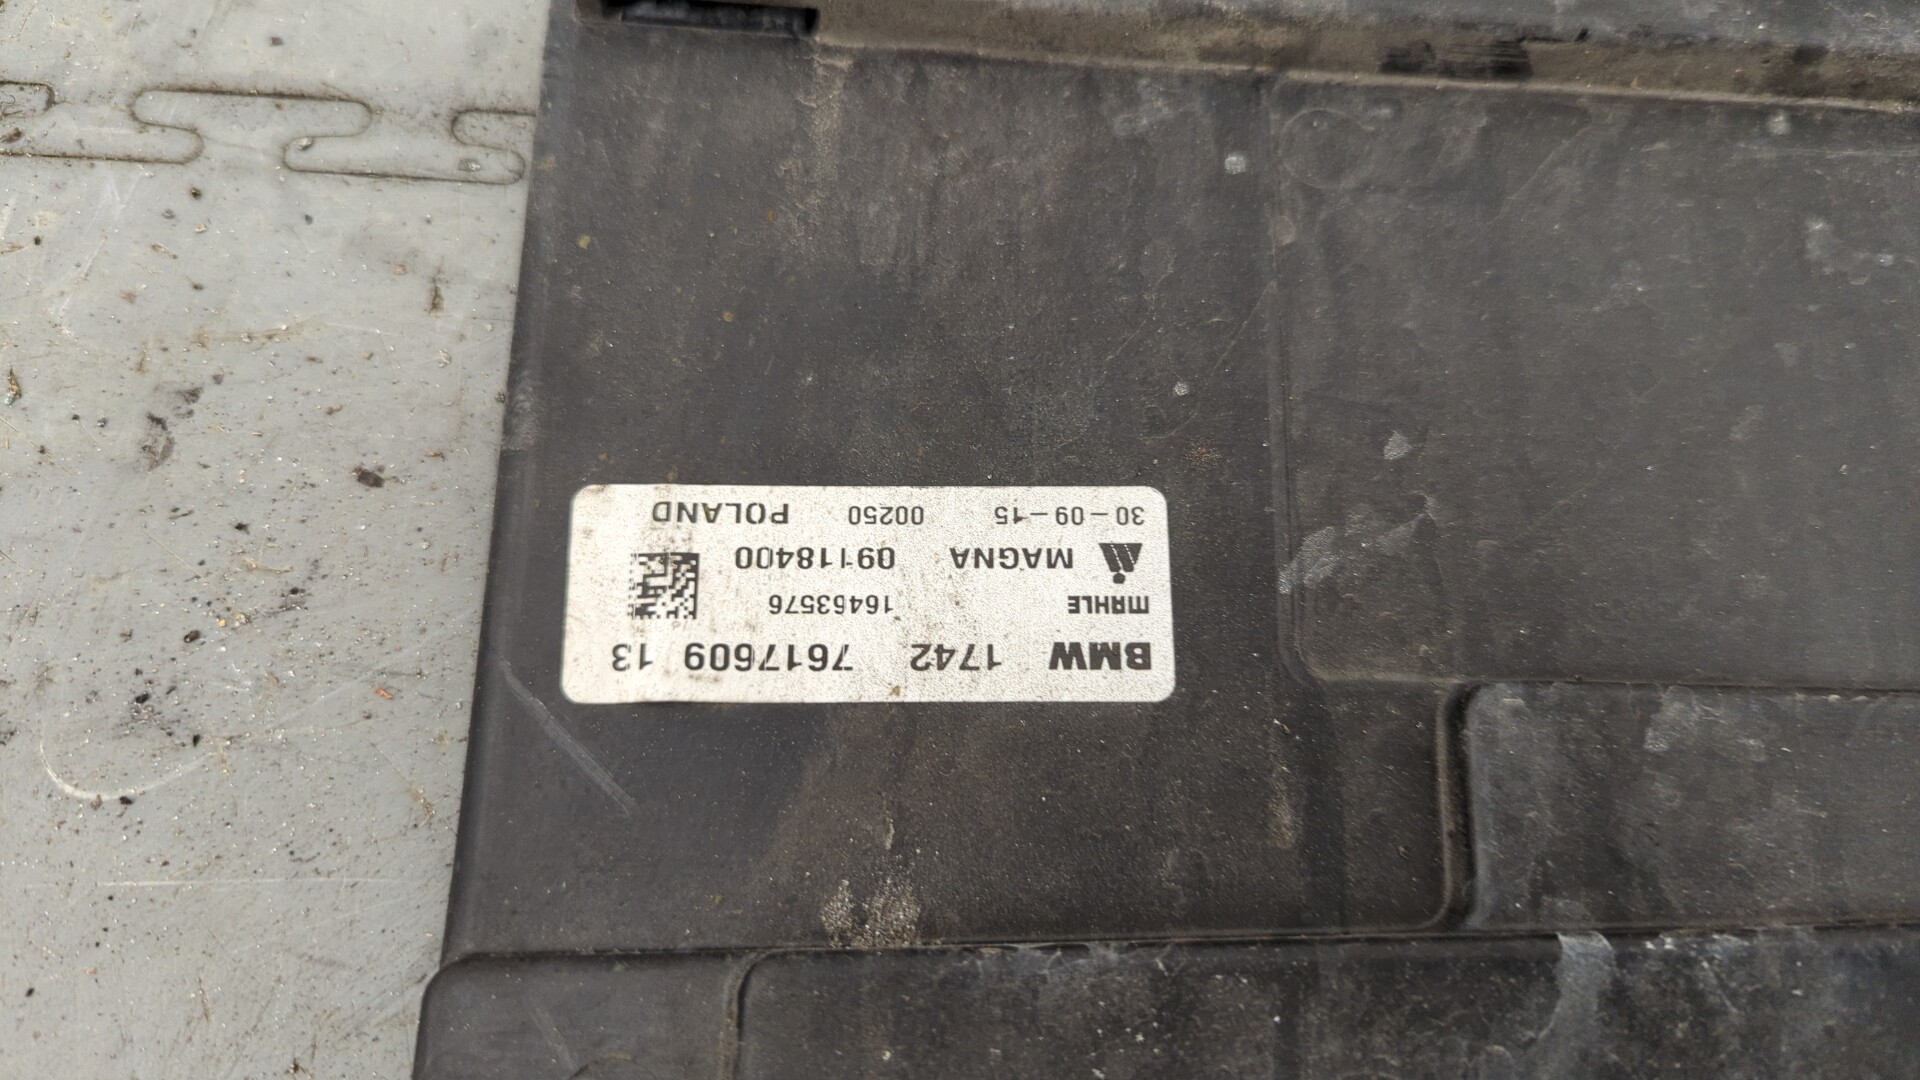 BMW 1742 7617609 13
MAHLE 16463576
MAGNA 09118400
30-09-15 00250 POLAND